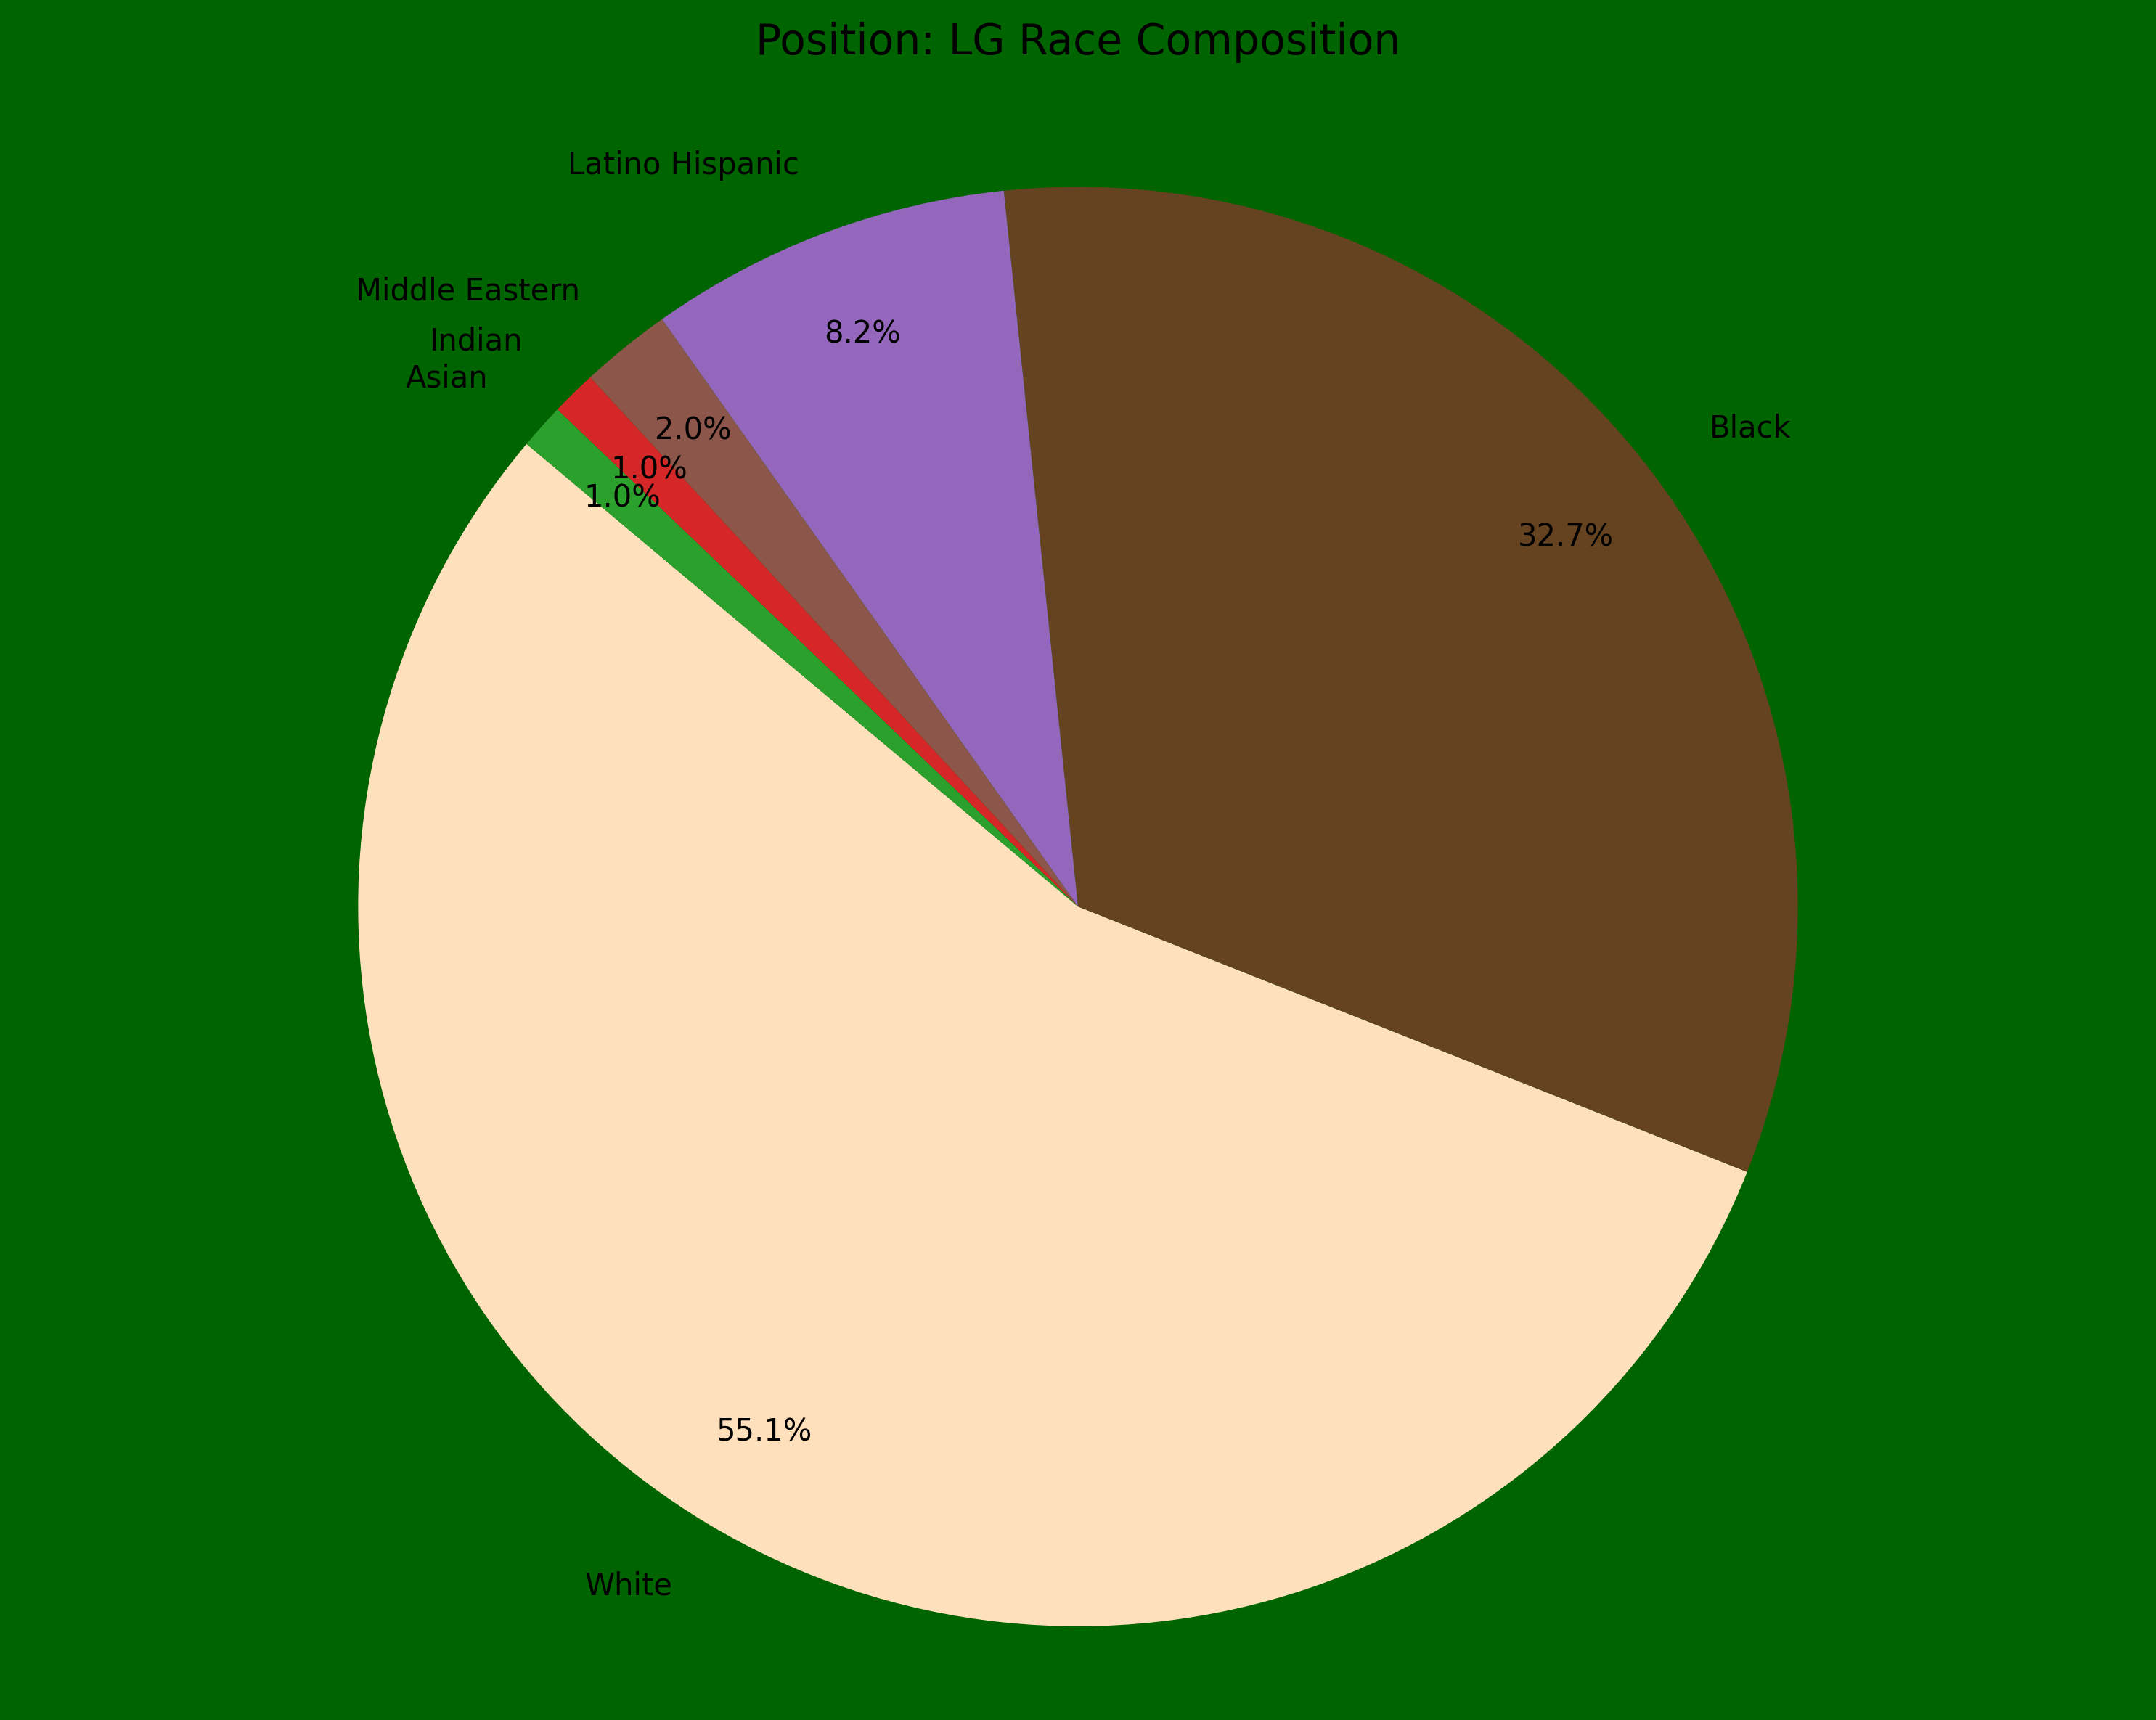 Position: LG Race Composition
Latino Hispanic
Middle Eastern
Indian
Asian
Black
White
8.2%
2.0%
1.0%
1.0%
32.7%
55.1%